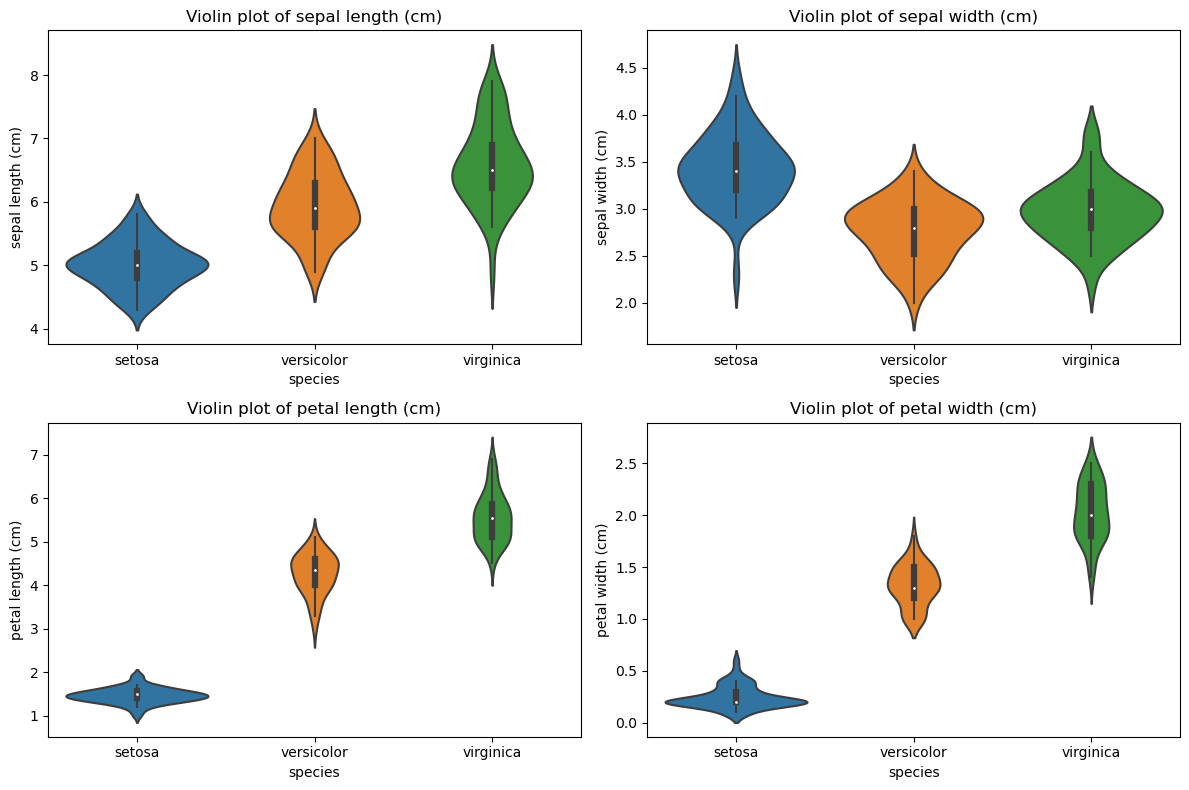 Violin plot of sepal length (cm)
sepal length (cm)
8
7
6
5
4
setosa
versicolor
virginica
species
Violin plot of sepal width (cm)
sepal width (cm)
4.5
4.0
3.5
3.0
2.5
2.0
setosa
versicolor
virginica
species
Violin plot of petal length (cm)
petal length (cm)
7
6
5
4
3
2
1
setosa
versicolor
virginica
species
Violin plot of petal width (cm)
petal width (cm)
2.5
2.0
1.5
1.0
0.5
0.0
setosa
versicolor
virginica
species